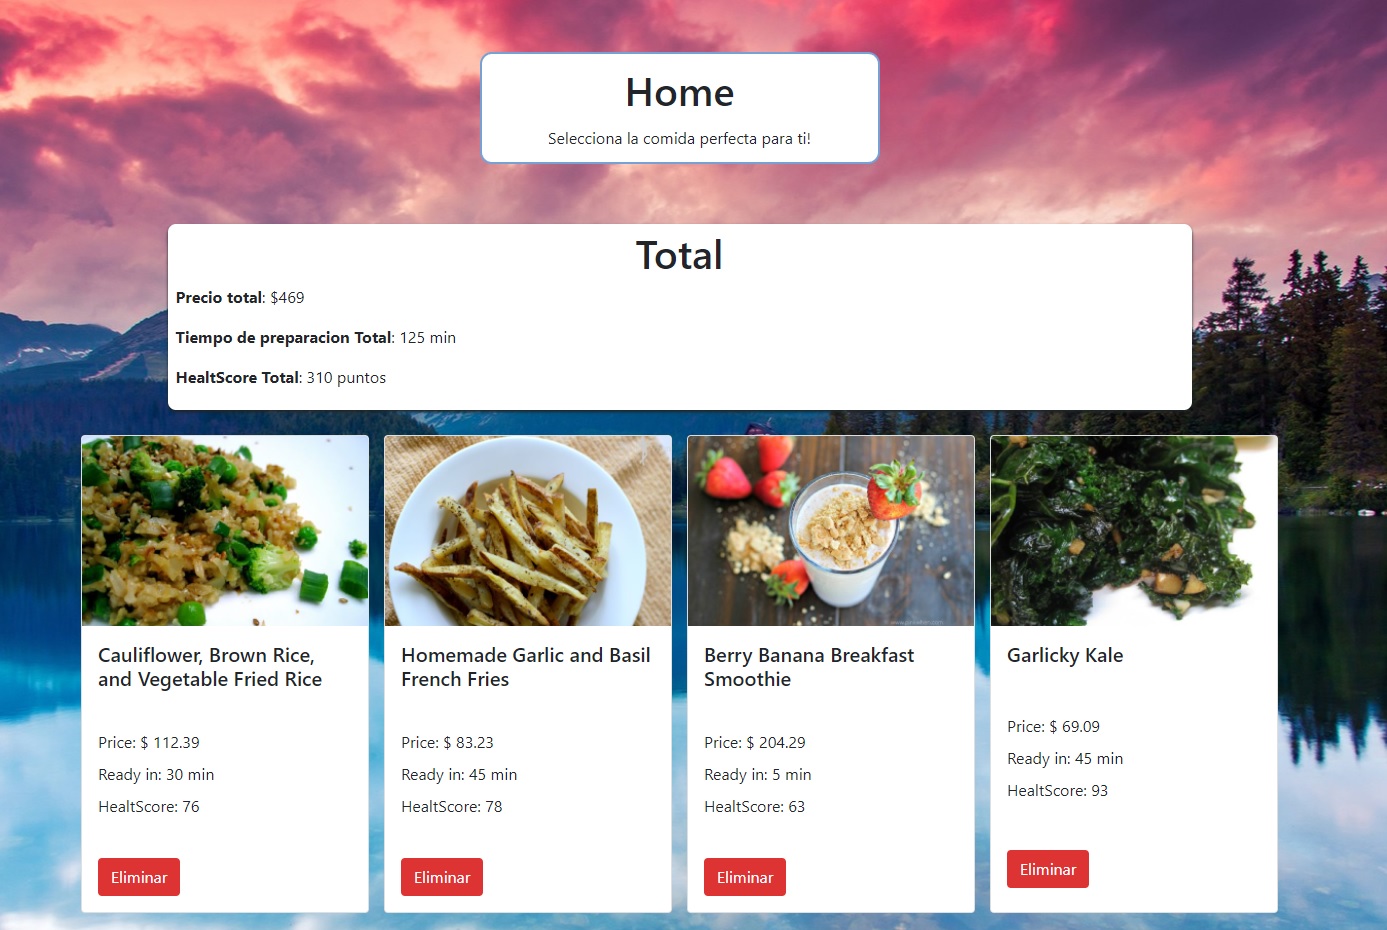 Home
Selecciona la comida perfecta para ti!
Total
Precio total: $469
Tiempo de preparacion Total: 125 min
HealtScore Total: 310 puntos
Cauliflower, Brown Rice,
and Vegetable Fried Rice
Price: $ 112.39
Ready in: 30 min
HealtScore: 76
Eliminar
Homemade Garlic and Basil
French Fries
Price: $ 83.23
Ready in: 45 min
HealtScore: 78
Eliminar
Berry Banana Breakfast
Smoothie
Price: $ 204.29
Ready in: 5 min
HealtScore: 63
Eliminar
Garlicky Kale
Price: $ 69.09
Ready in: 45 min
HealtScore: 93
Eliminar